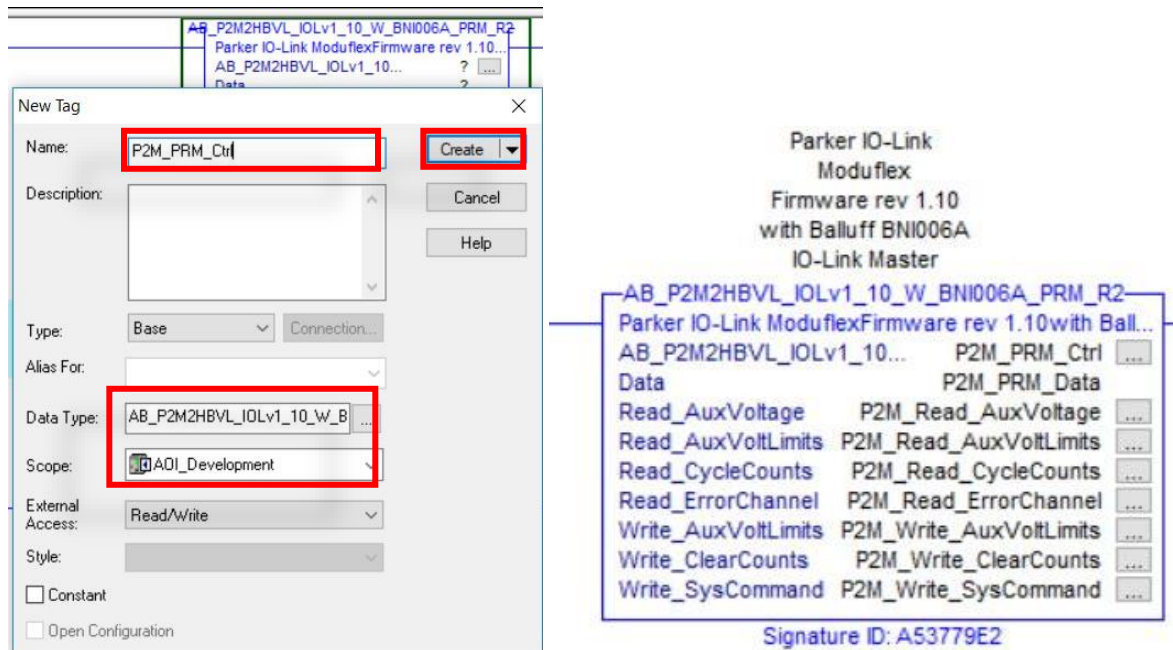 AB_P2M2HBVL_IOLv1_10_W_BNI006A_PRM_R2
Parker IO-Link ModuflexFirmware rev 1.10...
AB_P2M2HBVL_IOLv1_10... ? ...
Data ?
New Tag
Name: P2M_PRM_Ctrl Create
Description: Cancel
Help
Type: Base Connection...
Alias For:
Data Type: AB_P2M2HBVL_IOLv1_10_W_B ...
Scope: AOI_Development
External
Access: Read/Write
Style:
Constant
Open Configuration
Parker IO-Link
Moduflex
Firmware rev 1.10
with Balluff BNI006A
IO-Link Master
AB_P2M2HBVL_IOLv1_10_W_BNI006A_PRM_R2
Parker IO-Link ModuflexFirmware rev 1.10with Ball...
AB_P2M2HBVL_IOLv1_10... P2M_PRM_Ctrl ...
Data P2M_PRM_Data
Read_AuxVoltage P2M_Read_AuxVoltage ...
Read_AuxVoltLimits P2M_Read_AuxVoltLimits ...
Read_CycleCounts P2M_Read_CycleCounts ...
Read_ErrorChannel P2M_Read_ErrorChannel ...
Write_AuxVoltLimits P2M_Write_AuxVoltLimits ...
Write_ClearCounts P2M_Write_ClearCounts ...
Write_SysCommand P2M_Write_SysCommand ...
Signature ID: A53779E2